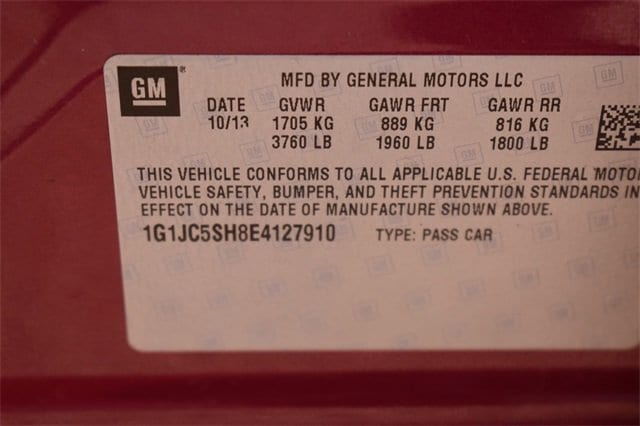 GM ®
MFD BY GENERAL MOTORS LLC
DATE GVWR GAWR FRT GAWR RR
10/13 1705 KG 889 KG 816 KG
3760 LB 1960 LB 1800 LB
THIS VEHICLE CONFORMS TO ALL APPLICABLE U.S. FEDERAL MOTO
VEHICLE SAFETY, BUMPER, AND THEFT PREVENTION STANDARDS IN
EFFECT ON THE DATE OF MANUFACTURE SHOWN ABOVE.
1G1JC5SH8E4127910 TYPE: PASS CAR